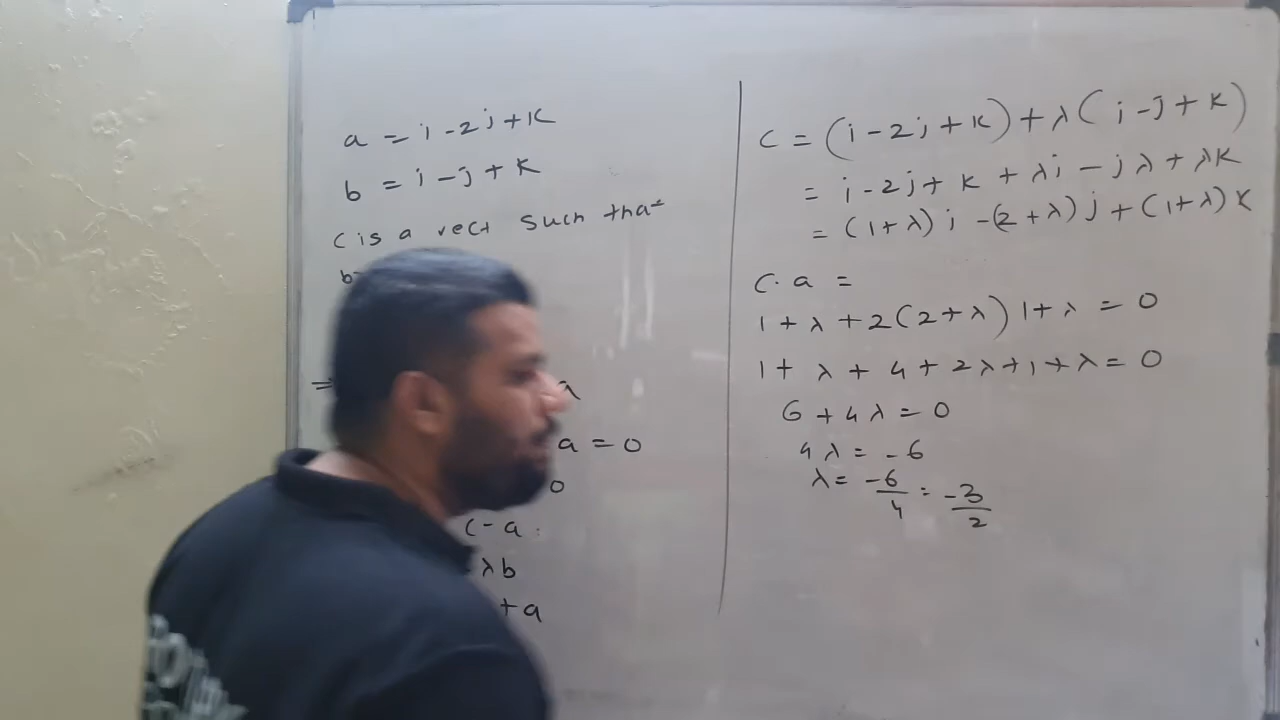 a = i - 2j + k
b = i - j + k
c is a vect such that
b
⇒
a = 0
0
c - a
λb
+ a
c = (i - 2j + k) + λ(i - j + k)
= i - 2j + k + λi - jλ + λk
= (1 + λ)i - (2 + λ)j + (1 + λ)k
c · a =
1 + λ + 2(2 + λ) 1 + λ = 0
1 + λ + 4 + 2λ + 1 + λ = 0
6 + 4λ = 0
4λ = -6
λ = -6/4 = -3/2